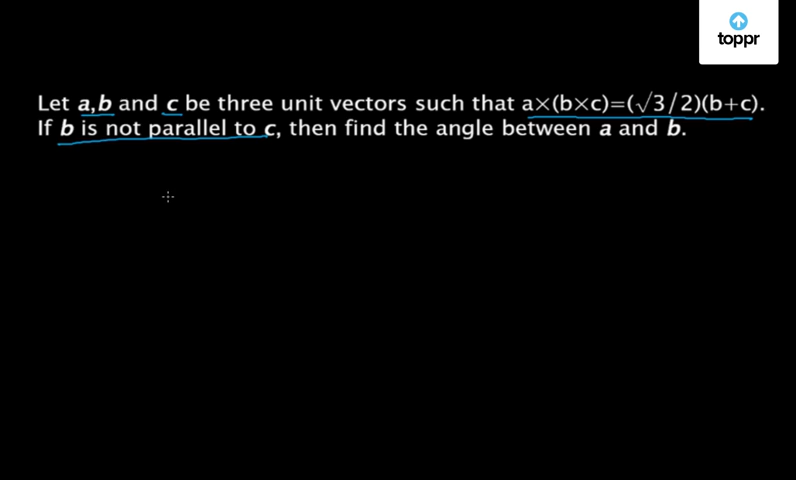 toppr
Let a,b and c be three unit vectors such that a×(b×c)=(√3/2)(b+c).
If b is not parallel to c, then find the angle between a and b.